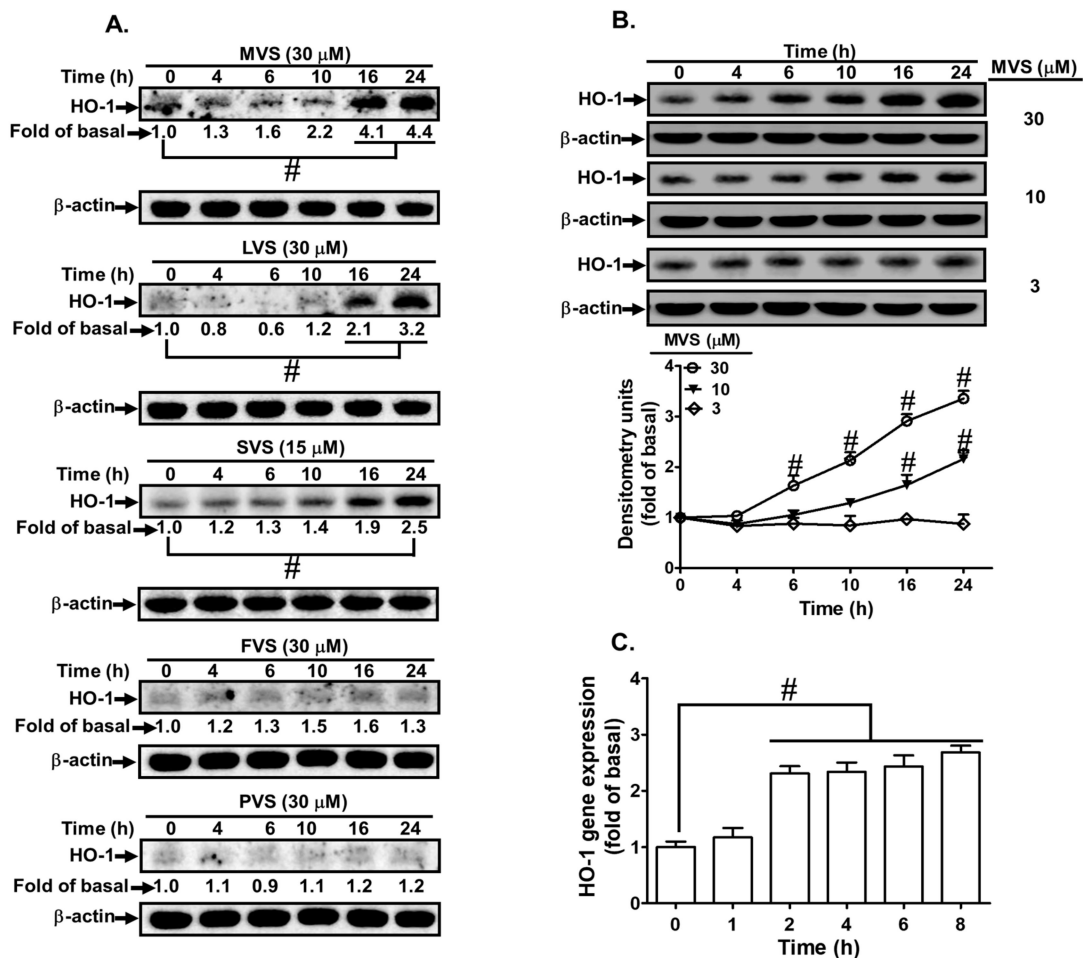 A.
MVS (30 μM)
Time (h) 0 4 6 10 16 24
HO-1
Fold of basal 1.0 1.3 1.6 2.2 4.1 4.4
#
β-actin
LVS (30 μM)
Time (h) 0 4 6 10 16 24
HO-1
Fold of basal 1.0 0.8 0.6 1.2 2.1 3.2
#
β-actin
SVS (15 μM)
Time (h) 0 4 6 10 16 24
HO-1
Fold of basal 1.0 1.2 1.3 1.4 1.9 2.5
#
β-actin
FVS (30 μM)
Time (h) 0 4 6 10 16 24
HO-1
Fold of basal 1.0 1.2 1.3 1.5 1.6 1.3
β-actin
PVS (30 μM)
Time (h) 0 4 6 10 16 24
HO-1
Fold of basal 1.0 1.1 0.9 1.1 1.2 1.2
β-actin
B.
Time (h)
0 4 6 10 16 24 MVS (μM)
HO-1
30
β-actin
HO-1
10
β-actin
HO-1
3
β-actin
MVS (μM)
30
10
3
# # # #
# #
Densitometry units
(fold of basal)
4
3
2
1
0
0 4 6 10 16 24
Time (h)
C.
#
HO-1 gene expression
(fold of basal)
4
3
2
1
0
0 1 2 4 6 8
Time (h)